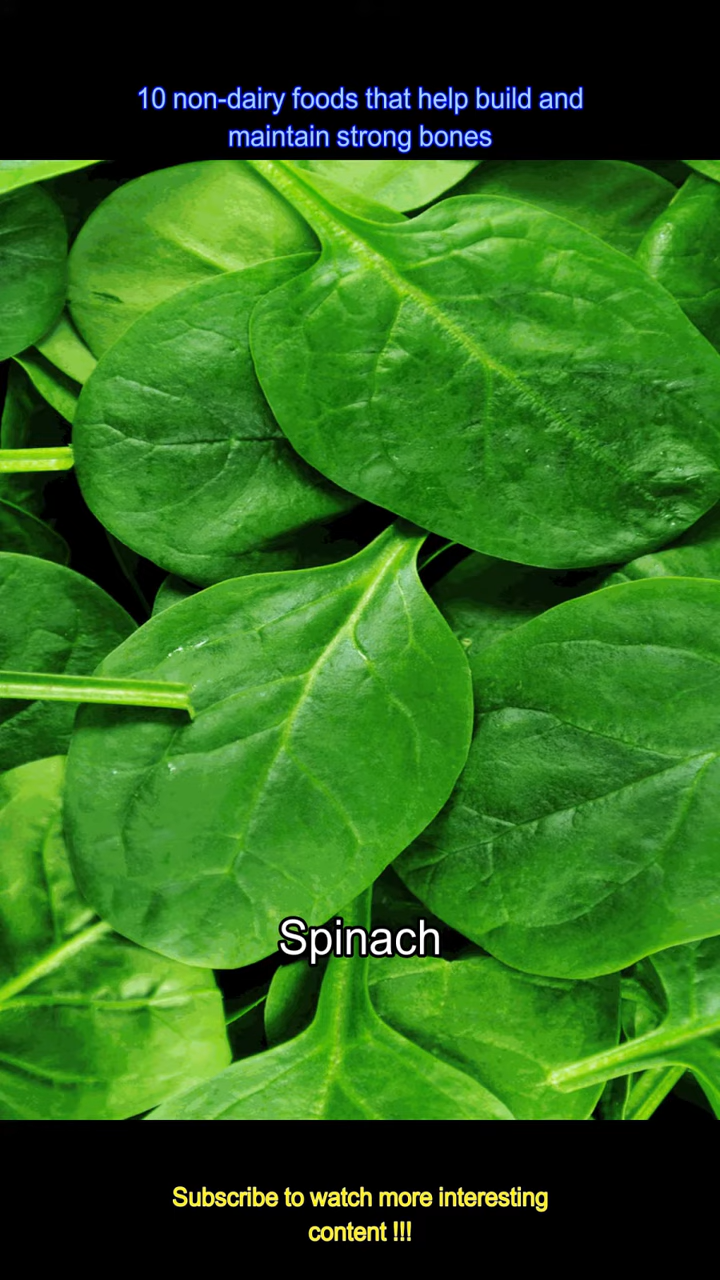 10 non-dairy foods that help build and
maintain strong bones
Spinach
Subscribe to watch more interesting
content !!!